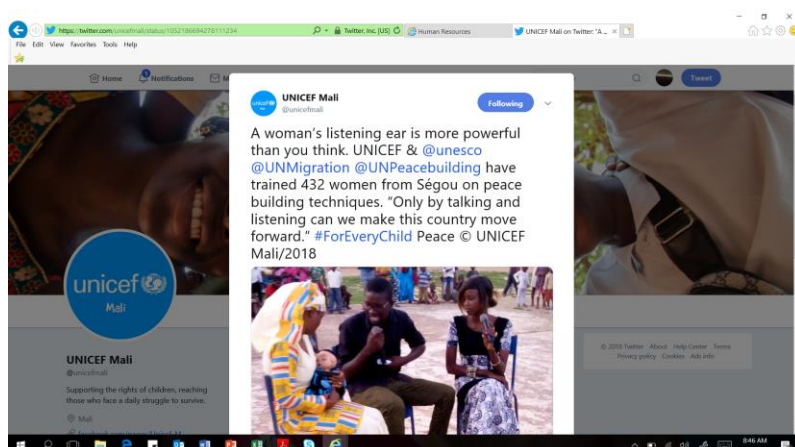 https://twitter.com/unicefmali/status/1052186694278111234
Twitter, Inc. [US]
Human Resources
UNICEF Mali on Twitter: "A ...
File Edit View Favorites Tools Help
Home Notifications M
Tweet
UNICEF Mali
@unicefmali
Following
A woman's listening ear is more powerful
than you think. UNICEF & @unesco
@UNMigration @UNPeacebuilding have
trained 432 women from Ségou on peace
building techniques. "Only by talking and
listening can we make this country move
forward." #ForEveryChild Peace © UNICEF
Mali/2018
unicef
Mali
UNICEF Mali
@unicefmali
Supporting the rights of children, reaching
those who face a daily struggle to survive.
Mali
© 2018 Twitter About Help Center Terms
Privacy policy Cookies Ads info
8:46 AM